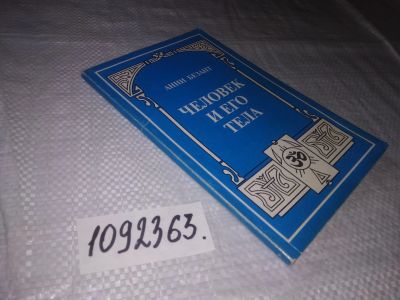 АННИ БЕЗАНТ
ЧЕЛОВЕК
И ЕГО
ТЕЛА
ॐ
1092363.